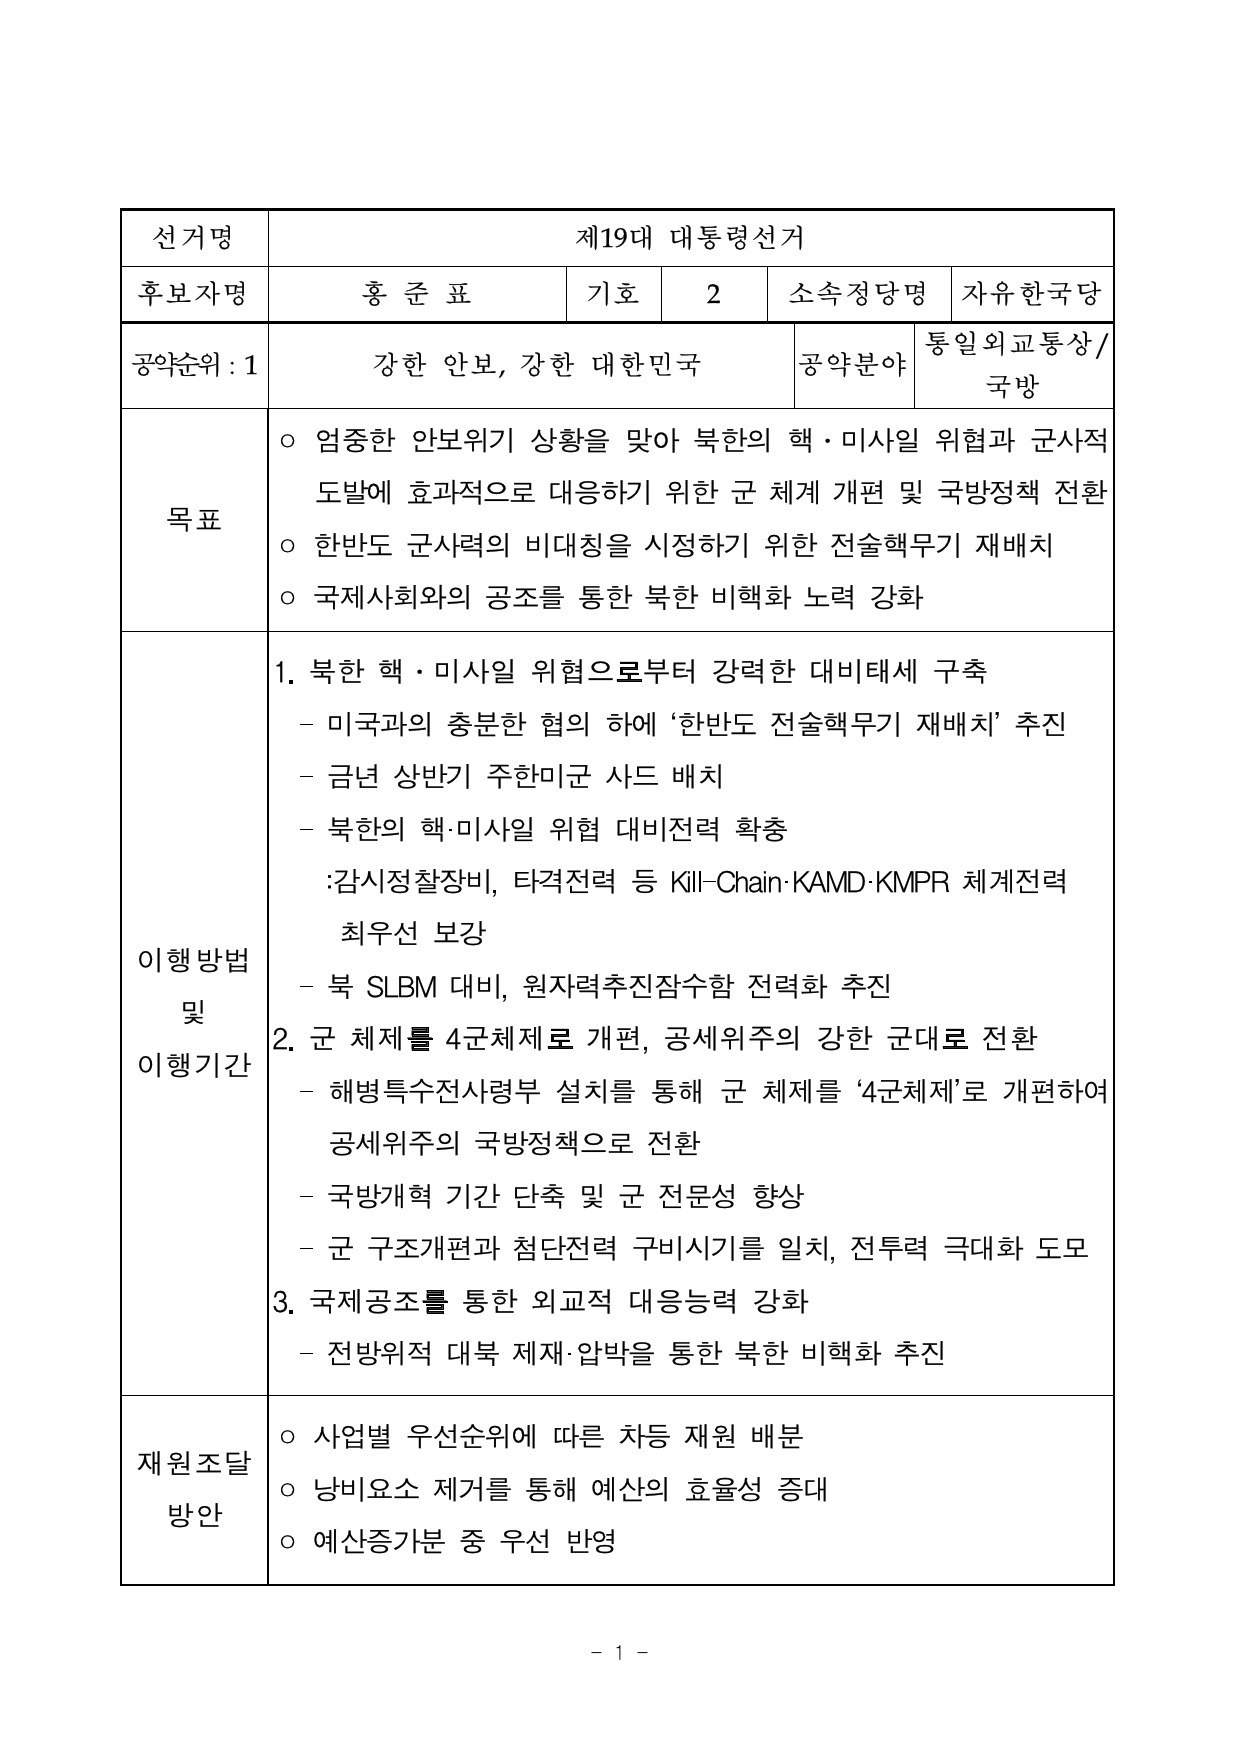 선거명 제19대 대통령선거
후보자명 홍 준 표 기호 2 소속정당명 자유한국당
공약순위 : 1 강한 안보, 강한 대한민국 공약분야 통일외교통상/
국방
목표
ㅇ 엄중한 안보위기 상황을 맞아 북한의 핵・미사일 위협과 군사적
도발에 효과적으로 대응하기 위한 군 체계 개편 및 국방정책 전환
ㅇ 한반도 군사력의 비대칭을 시정하기 위한 전술핵무기 재배치
ㅇ 국제사회와의 공조를 통한 북한 비핵화 노력 강화
이행방법
및
이행기간
1. 북한 핵・미사일 위협으로부터 강력한 대비태세 구축
- 미국과의 충분한 협의 하에 ‘한반도 전술핵무기 재배치’ 추진
- 금년 상반기 주한미군 사드 배치
- 북한의 핵·미사일 위협 대비전력 확충
:감시정찰장비, 타격전력 등 Kill-Chain·KAMD·KMPR 체계전력
최우선 보강
- 북 SLBM 대비, 원자력추진잠수함 전력화 추진
2. 군 체제를 4군체제로 개편, 공세위주의 강한 군대로 전환
- 해병특수전사령부 설치를 통해 군 체제를 ‘4군체제’로 개편하여
공세위주의 국방정책으로 전환
- 국방개혁 기간 단축 및 군 전문성 향상
- 군 구조개편과 첨단전력 구비시기를 일치, 전투력 극대화 도모
3. 국제공조를 통한 외교적 대응능력 강화
- 전방위적 대북 제재·압박을 통한 북한 비핵화 추진
재원조달
방안
ㅇ 사업별 우선순위에 따른 차등 재원 배분
ㅇ 낭비요소 제거를 통해 예산의 효율성 증대
ㅇ 예산증가분 중 우선 반영
- 1 -